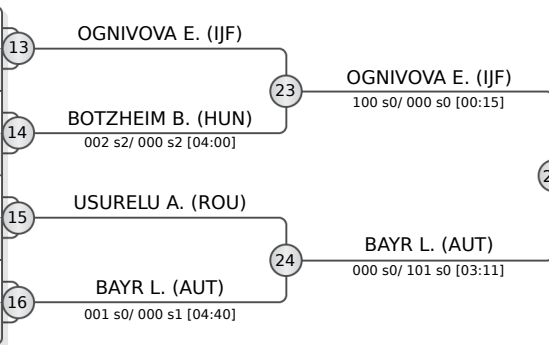 13
OGNIVOVA E. (IJF)
23
OGNIVOVA E. (IJF)
100 s0/ 000 s0 [00:15]
14
BOTZHEIM B. (HUN)
002 s2/ 000 s2 [04:00]
15
USURELU A. (ROU)
24
BAYR L. (AUT)
000 s0/ 101 s0 [03:11]
16
BAYR L. (AUT)
001 s0/ 000 s1 [04:40]